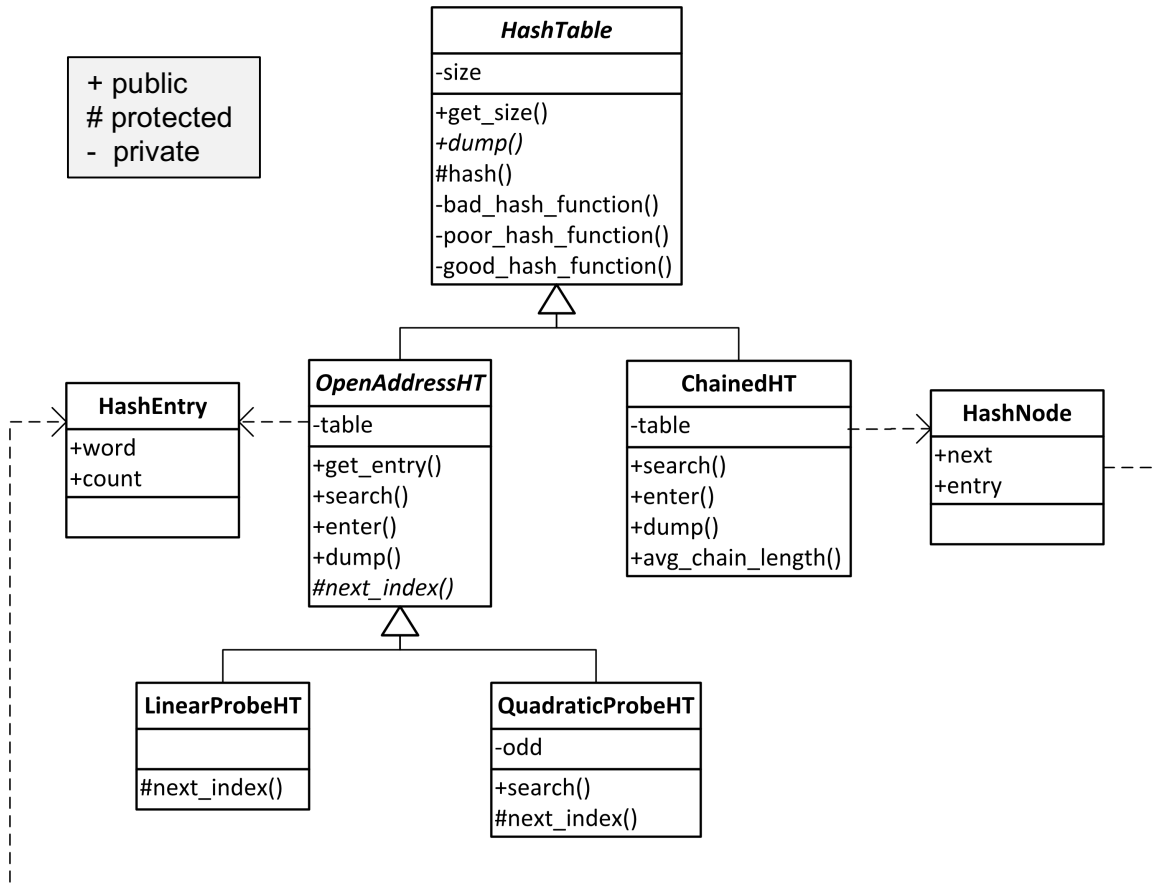 HashTable
-size
+get_size()
+dump()
#hash()
-bad_hash_function()
-poor_hash_function()
-good_hash_function()
+ public
# protected
- private
HashEntry
+word
+count
OpenAddressHT
-table
+get_entry()
+search()
+enter()
+dump()
#next_index()
ChainedHT
-table
+search()
+enter()
+dump()
+avg_chain_length()
HashNode
+next
+entry
LinearProbeHT
#next_index()
QuadraticProbeHT
-odd
+search()
#next_index()